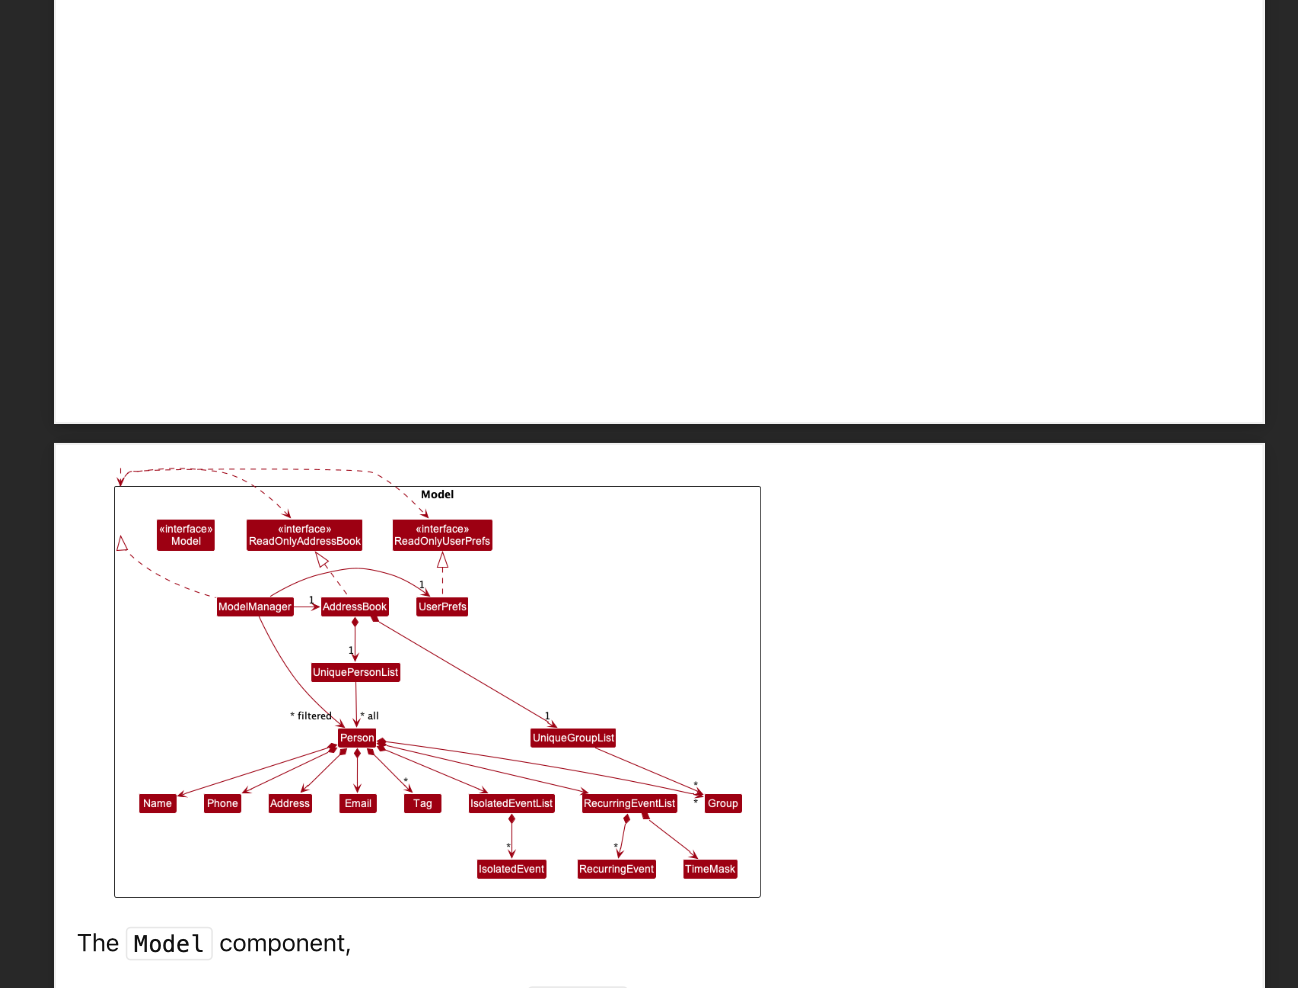 Model
«interface»
Model
«interface»
ReadOnlyAddressBook
«interface»
ReadOnlyUserPrefs
1
ModelManager
1
AddressBook
UserPrefs
1
UniquePersonList
* filtered
* all
1
Person
UniqueGroupList
*
*
*
Name
Phone
Address
Email
Tag
IsolatedEventList
RecurringEventList
Group
*
*
IsolatedEvent
RecurringEvent
TimeMask
The Model component,